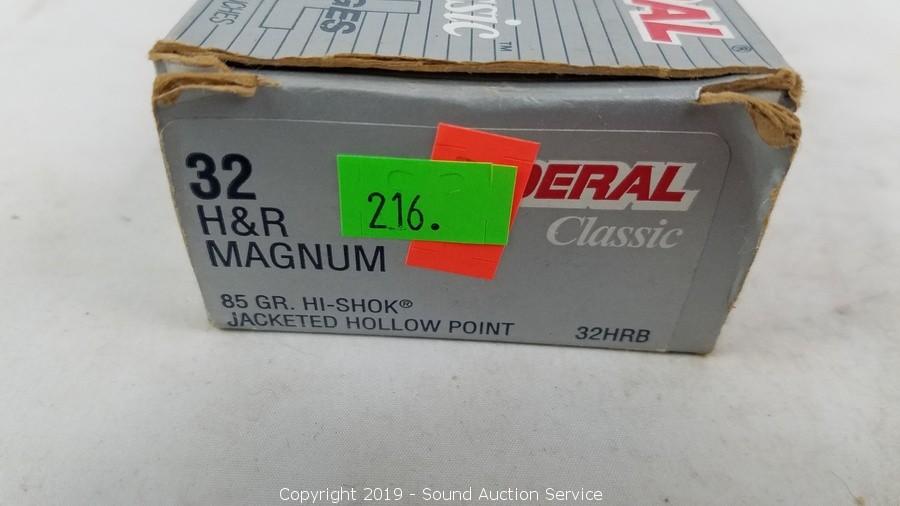 32
H&R
MAGNUM
216.
DERAL
Classic
85 GR. HI-SHOK®
JACKETED HOLLOW POINT
32HRB
Copyright 2019 - Sound Auction Service